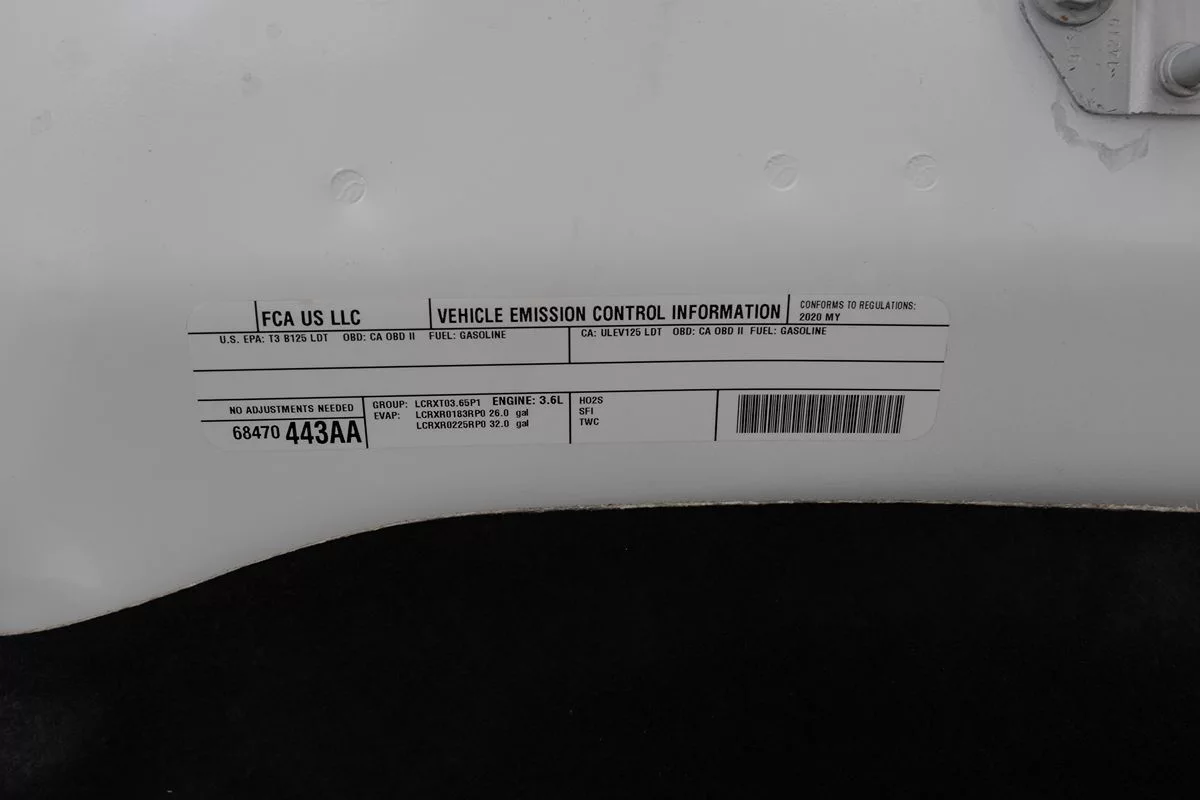 FCA US LLC
VEHICLE EMISSION CONTROL INFORMATION
CONFORMS TO REGULATIONS:
2020 MY
U.S. EPA: T3 B125 LDT OBD: CA OBD II FUEL: GASOLINE
CA: ULEV125 LDT OBD: CA OBD II FUEL: GASOLINE
NO ADJUSTMENTS NEEDED
68470 443AA
GROUP: LCRXT03.65P1 ENGINE: 3.6L
EVAP: LCRXR0183RP0 26.0 gal
LCRXR0225RP0 32.0 gal
HO2S
SFI
TWC